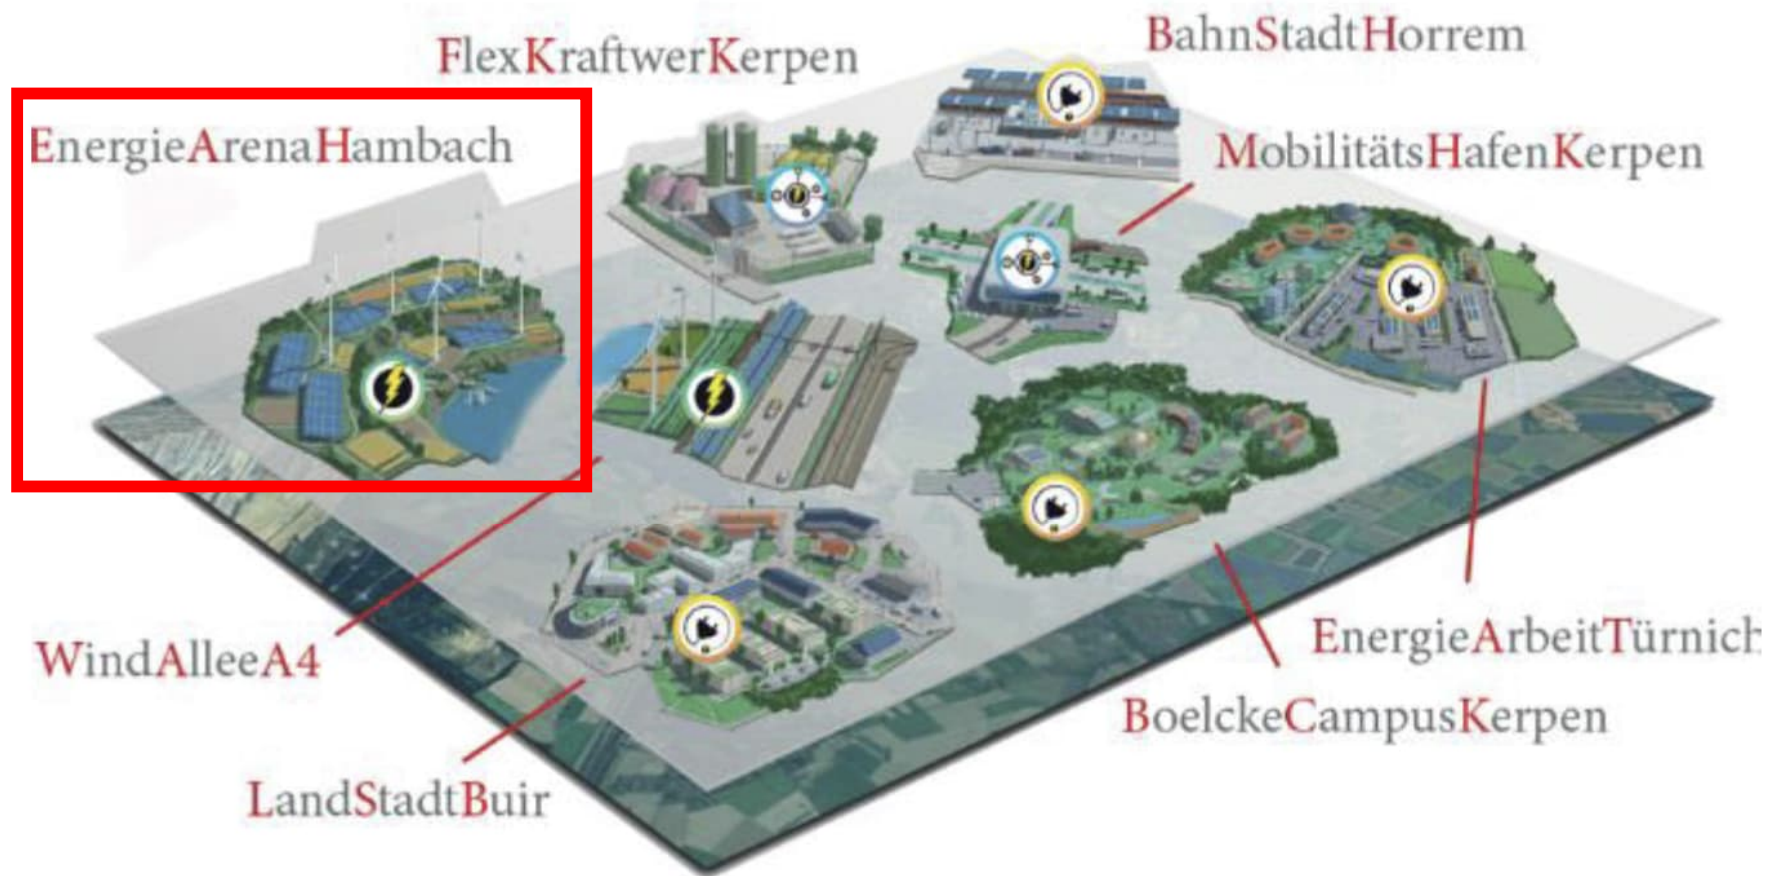 BahnStadtHorrem
FlexKraftwerKerpen
EnergieArenaHambach
MobilitätsHafenKerpen
WindAlleeA4
EnergieArbeitTürnich
BoelckeCampusKerpen
LandStadtBuir